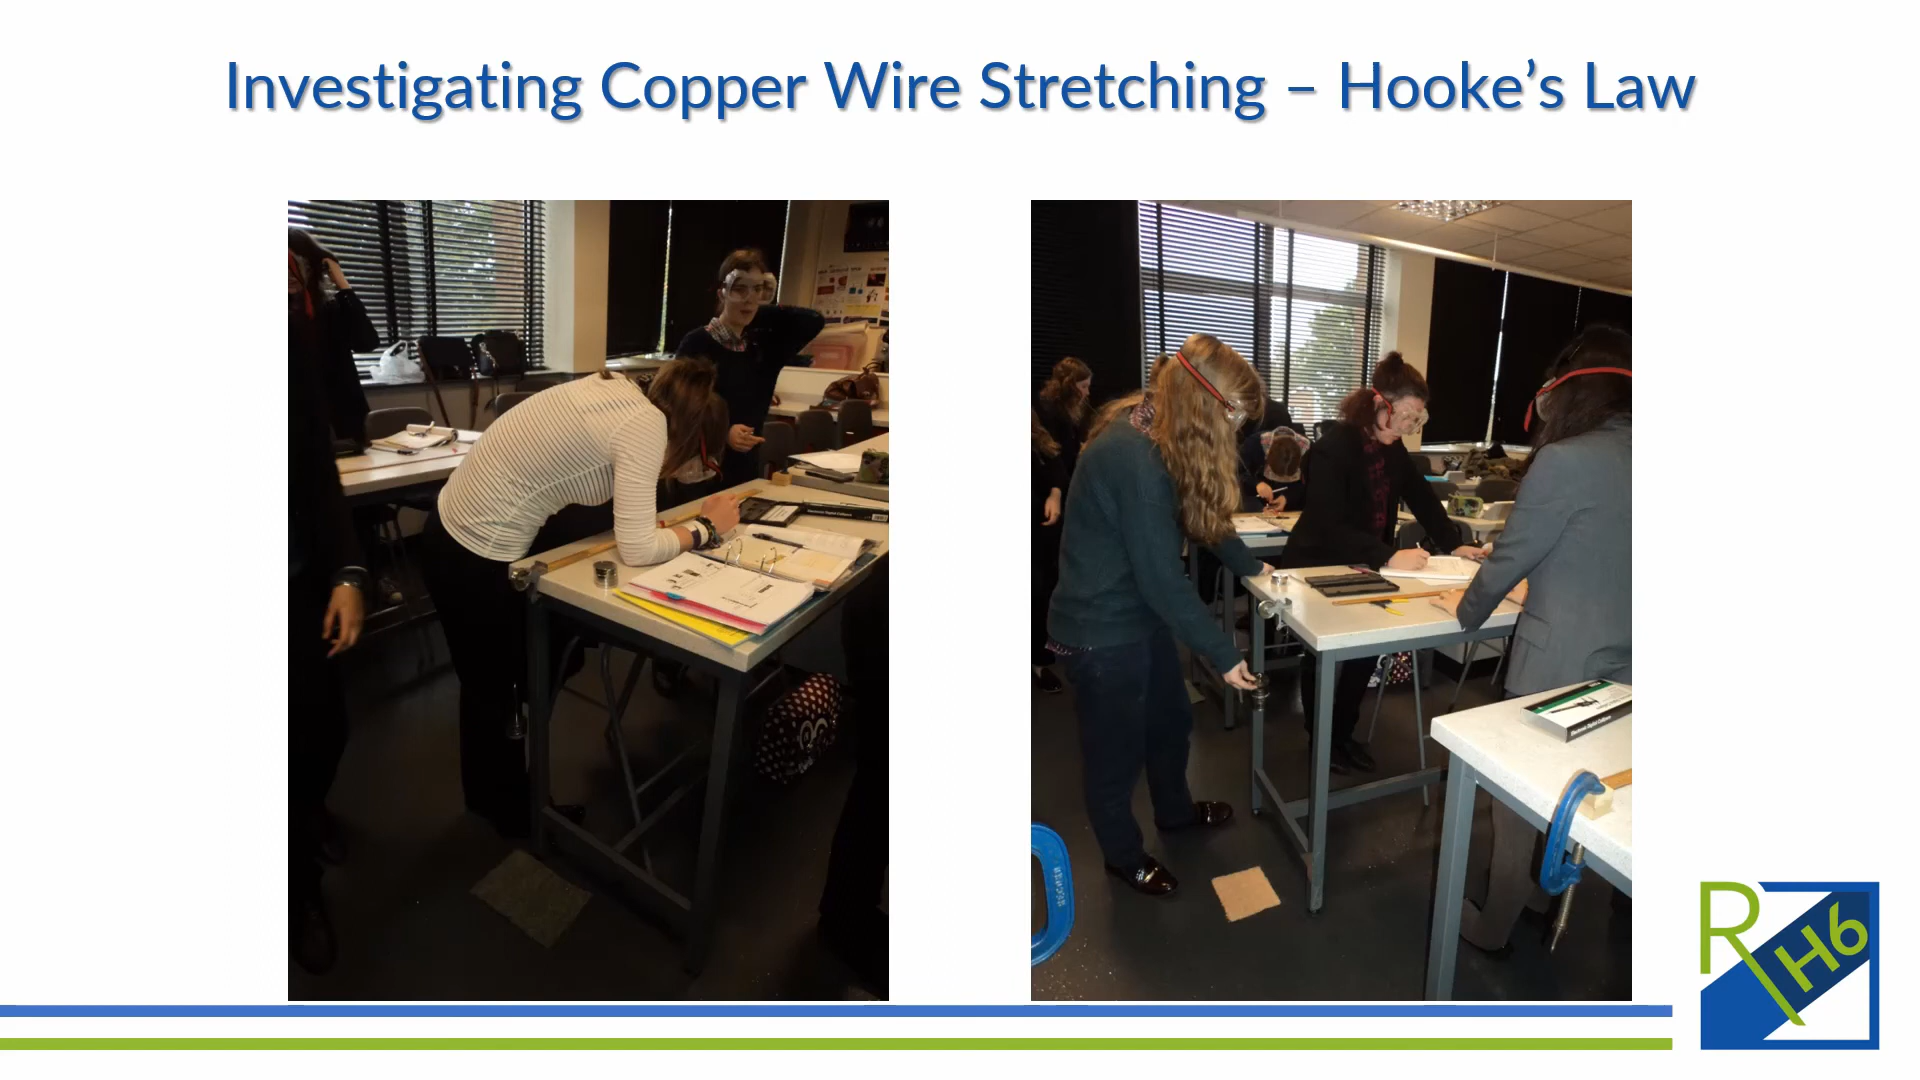 Investigating Copper Wire Stretching – Hooke’s Law
RH6